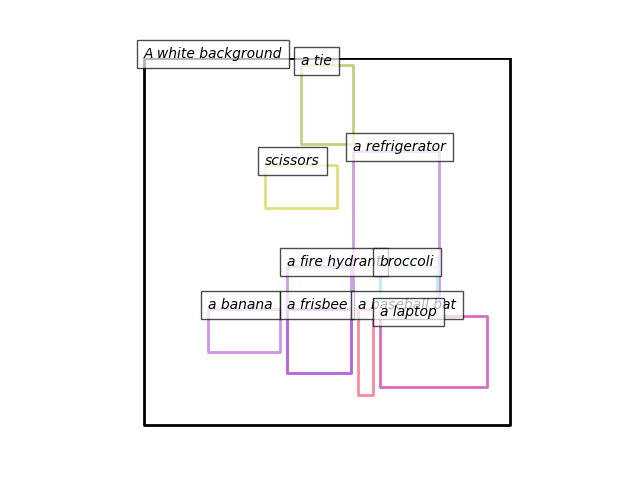 A white background
a tie
a refrigerator
scissors
a fire hydrant
broccoli
a banana
a frisbee
a baseball bat
a laptop